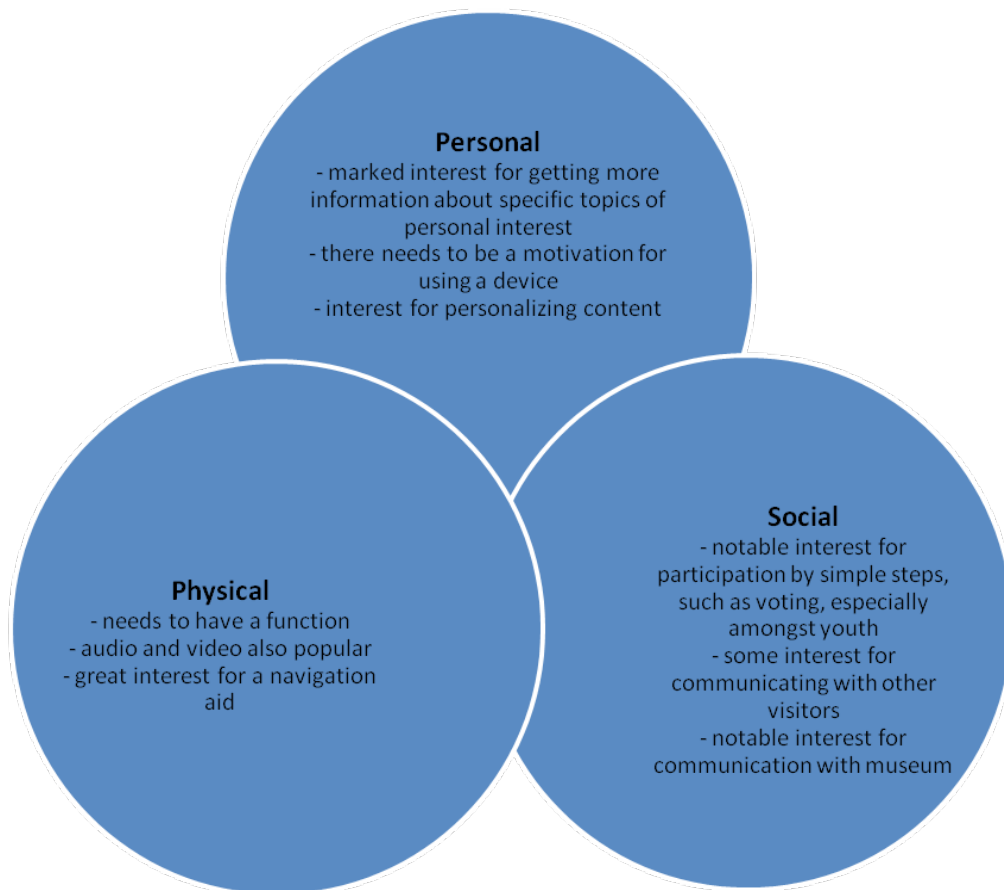 Personal
- marked interest for getting more
information about specific topics of
personal interest
- there needs to be a motivation for
using a device
- interest for personalizing content
Physical
- needs to have a function
- audio and video also popular
- great interest for a navigation
aid
Social
- notable interest for
participation by simple steps,
such as voting, especially
amongst youth
- some interest for
communicating with other
visitors
- notable interest for
communication with museum